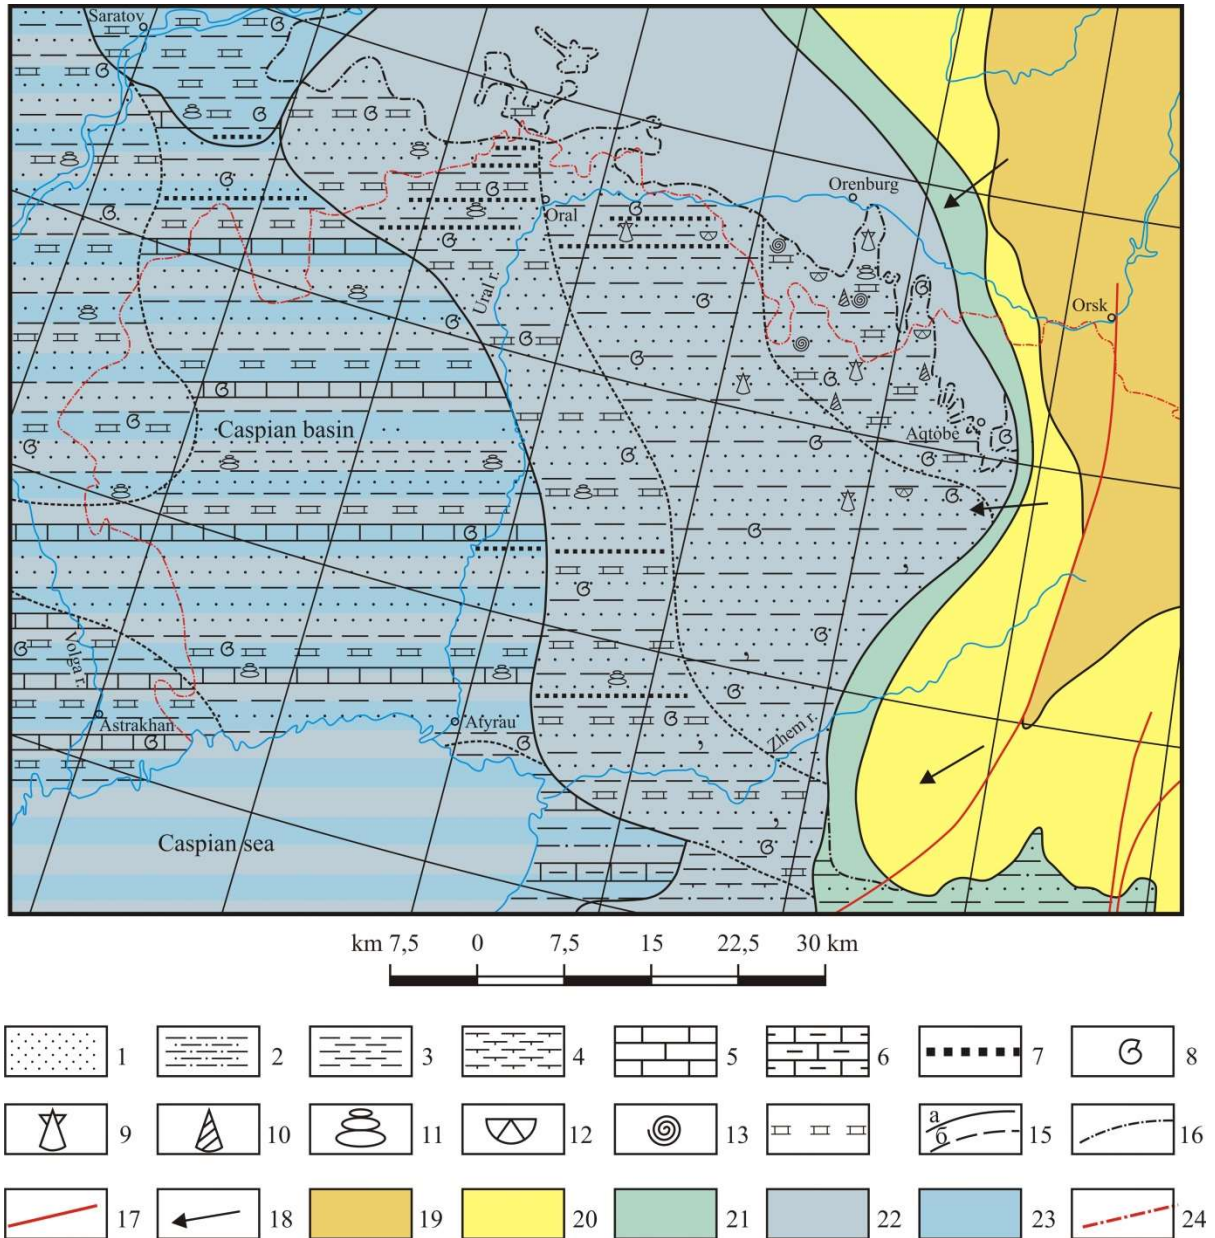 Saratov
Orenburg
Oral
Ural r.
Orsk
Caspian basin
Aqtobe
Volga r.
Astrakhan
Afyrau
Zhem r.
Caspian sea
km 7,5 0 7,5 15 22,5 30 km
1 2 3 4 5 6 7 8
9 10 11 12 13 а б 15 16
17 18 19 20 21 22 23 24